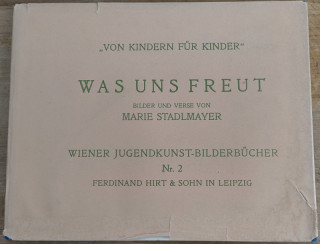 „VON KINDERN FÜR KINDER“
WAS UNS FREUT
BILDER UND VERSE VON
MARIE STADLMAYER
WIENER JUGENDKUNST-BILDERBÜCHER
Nr. 2
FERDINAND HIRT & SOHN IN LEIPZIG